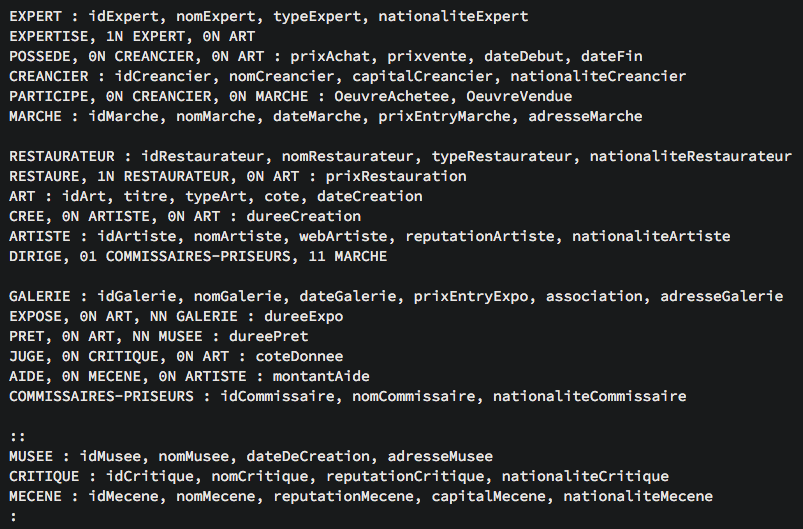 EXPERT : idExpert, nomExpert, typeExpert, nationaliteExpert
EXPERTISE, 1N EXPERT, 0N ART
POSSEDE, 0N CREANCIER, 0N ART : prixAchat, prixvente, dateDebut, dateFin
CREANCIER : idCreancier, nomCreancier, capitalCreancier, nationaliteCreancier
PARTICIPE, 0N CREANCIER, 0N MARCHE : OeuvreAchetee, OeuvreVendue
MARCHE : idMarche, nomMarche, dateMarche, prixEntryMarche, adresseMarche

RESTAURATEUR : idRestaurateur, nomRestaurateur, typeRestaurateur, nationaliteRestaurateur
RESTAURE, 1N RESTAURATEUR, 0N ART : prixRestauration
ART : idArt, titre, typeArt, cote, dateCreation
CREE, 0N ARTISTE, 0N ART : dureeCreation
ARTISTE : idArtiste, nomArtiste, webArtiste, reputationArtiste, nationaliteArtiste
DIRIGE, 01 COMMISSAIRES-PRISEURS, 11 MARCHE

GALERIE : idGalerie, nomGalerie, dateGalerie, prixEntryExpo, association, adresseGalerie
EXPOSE, 0N ART, NN GALERIE : dureeExpo
PRET, 0N ART, NN MUSEE : dureePret
JUGE, 0N CRITIQUE, 0N ART : coteDonnee
AIDE, 0N MECENE, 0N ARTISTE : montantAide
COMMISSAIRES-PRISEURS : idCommissaire, nomCommissaire, nationaliteCommissaire

::
MUSEE : idMusee, nomMusee, dateDeCreation, adresseMusee
CRITIQUE : idCritique, nomCritique, reputationCritique, nationaliteCritique
MECENE : idMecene, nomMecene, reputationMecene, capitalMecene, nationaliteMecene
: